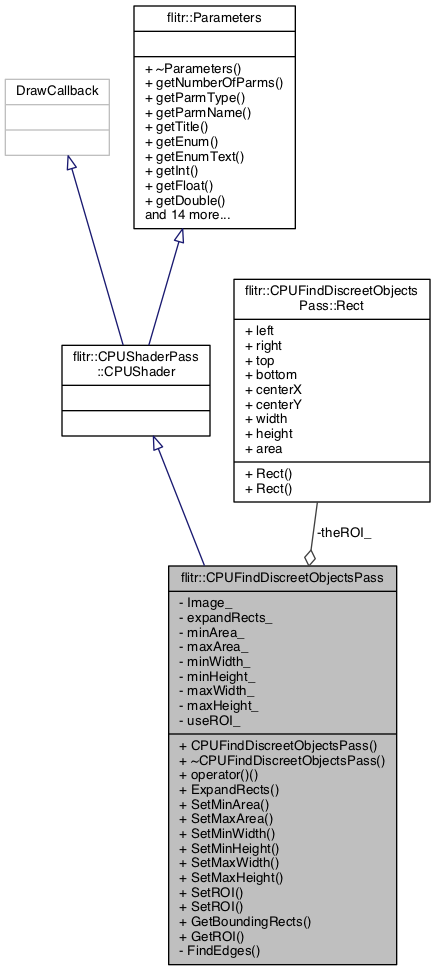 flitr::Parameters
+ ~Parameters()
+ getNumberOfParms()
+ getParmType()
+ getParmName()
+ getTitle()
+ getEnum()
+ getEnumText()
+ getInt()
+ getFloat()
+ getDouble()
and 14 more...
DrawCallback
flitr::CPUShaderPass
::CPUShader
flitr::CPUFindDiscreetObjects
Pass::Rect
+ left
+ right
+ top
+ bottom
+ centerX
+ centerY
+ width
+ height
+ area
+ Rect()
+ Rect()
-theROI_
flitr::CPUFindDiscreetObjectsPass
- Image_
- expandRects_
- minArea_
- maxArea_
- minWidth_
- minHeight_
- maxWidth_
- maxHeight_
- useROI_
+ CPUFindDiscreetObjectsPass()
+ ~CPUFindDiscreetObjectsPass()
+ operator()()
+ ExpandRects()
+ SetMinArea()
+ SetMaxArea()
+ SetMinWidth()
+ SetMinHeight()
+ SetMaxWidth()
+ SetMaxHeight()
+ SetROI()
+ SetROI()
+ GetBoundingRects()
+ GetROI()
- FindEdges()